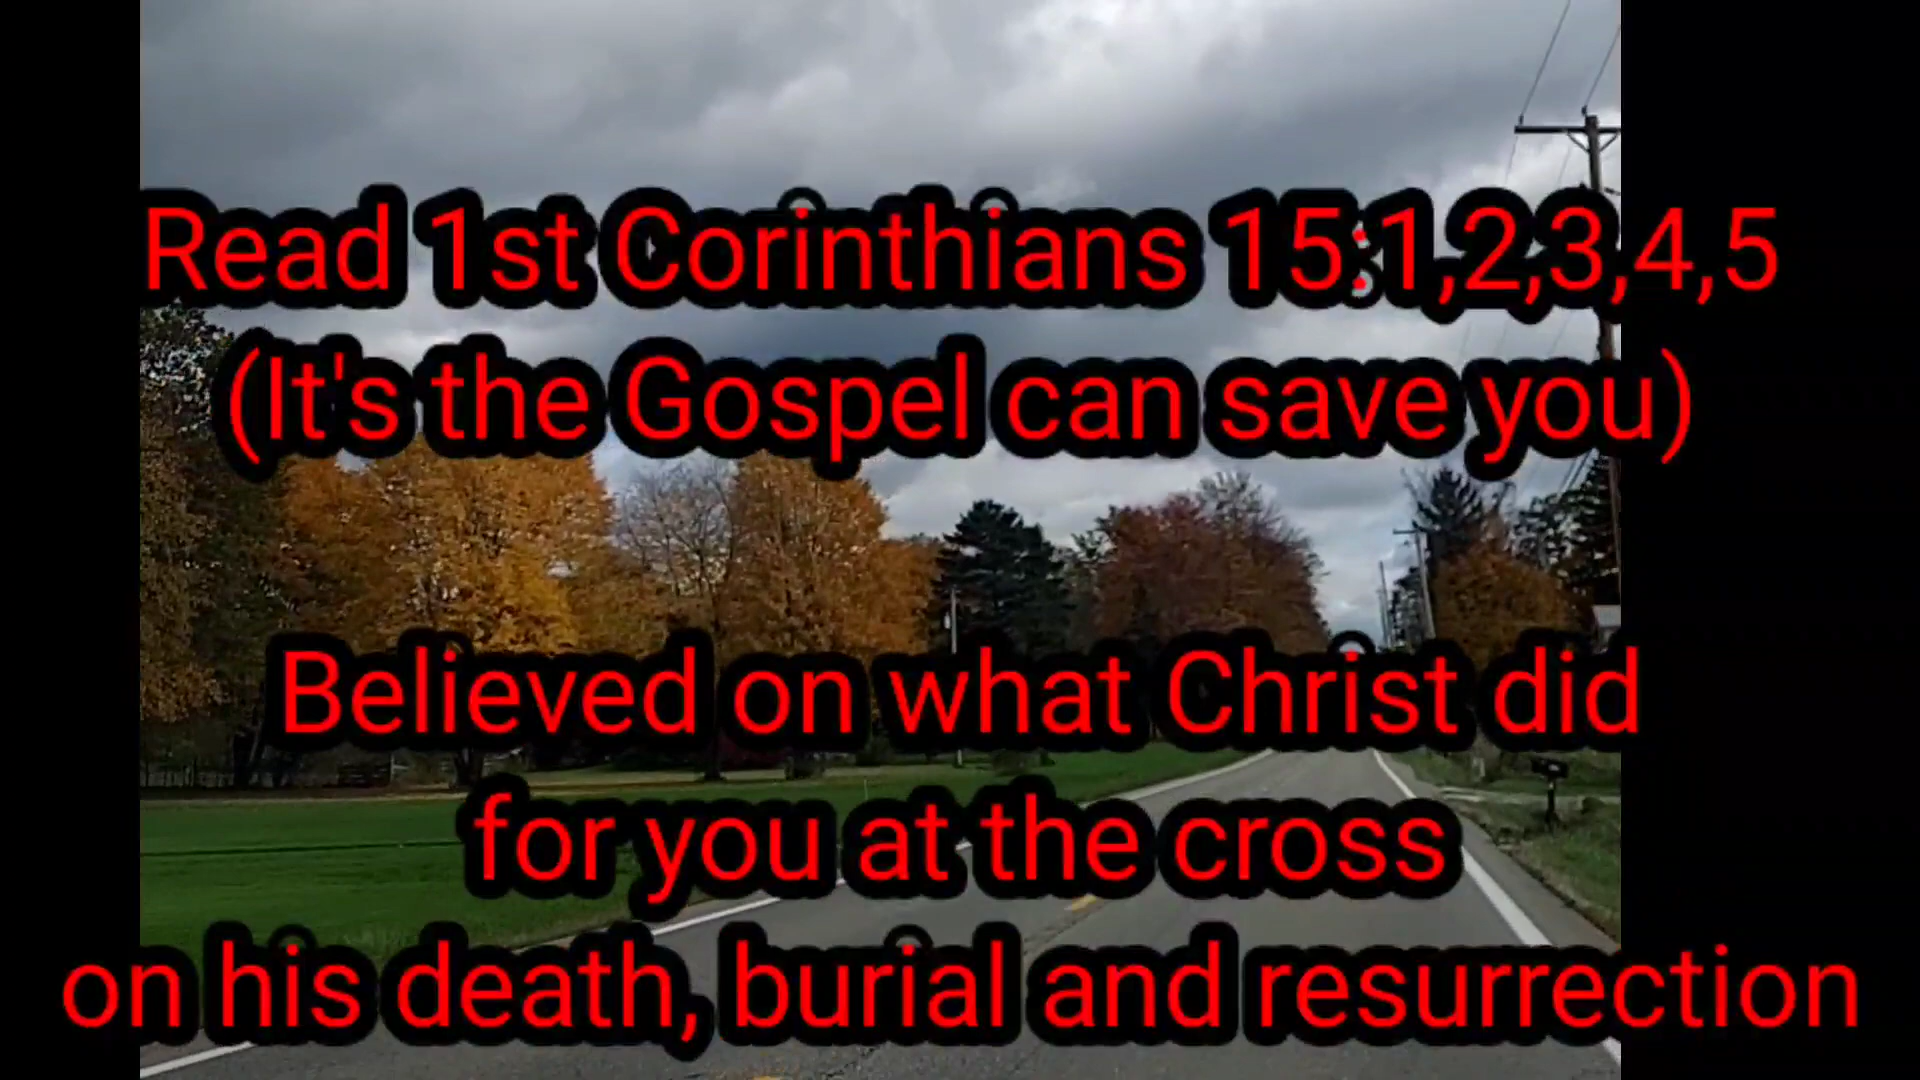 Read 1st Corinthians 15:1,2,3,4,5
(It's the Gospel can save you)
Believed on what Christ did
for you at the cross
on his death, burial and resurrection